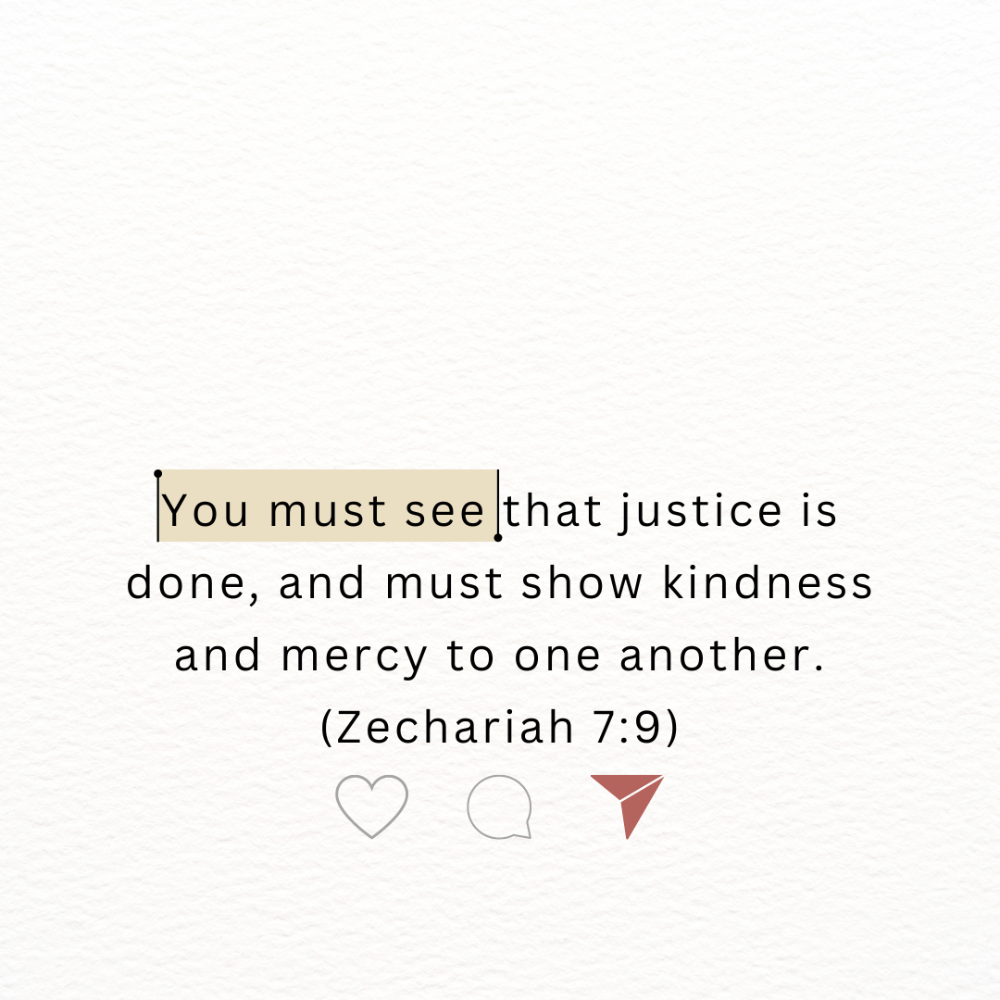 You must see that justice is
done, and must show kindness
and mercy to one another.
(Zechariah 7:9)